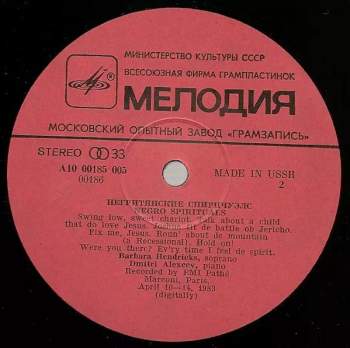 МИНИСТЕРСТВО КУЛЬТУРЫ СССР
ВСЕСОЮЗНАЯ ФИРМА ГРАМПЛАСТИНОК
МЕЛОДИЯ
МОСКОВСКИЙ ОПЫТНЫЙ ЗАВОД «ГРАМЗАПИСЬ»
STEREO 33
А10 00185 005
00186
MADE IN USSR
2
НЕГРИТЯНСКИЕ СПИРИЧУЭЛС
NEGRO SPIRITUALS
Swing low, sweet chariot. Talk about a child
that do love Jesus. Joshua fit de battle ob Jericho.
Fix me, Jesus. Roun' about de mountain
(a Recessional). Hold on!
Were you there? Ev'ry time I feel de spirit.
Barbara Hendricks, soprano
Dmitri Alexeev, piano
Recorded by EMI Pathé
Marconi, Paris.
April 10—14, 1983
(digitally)